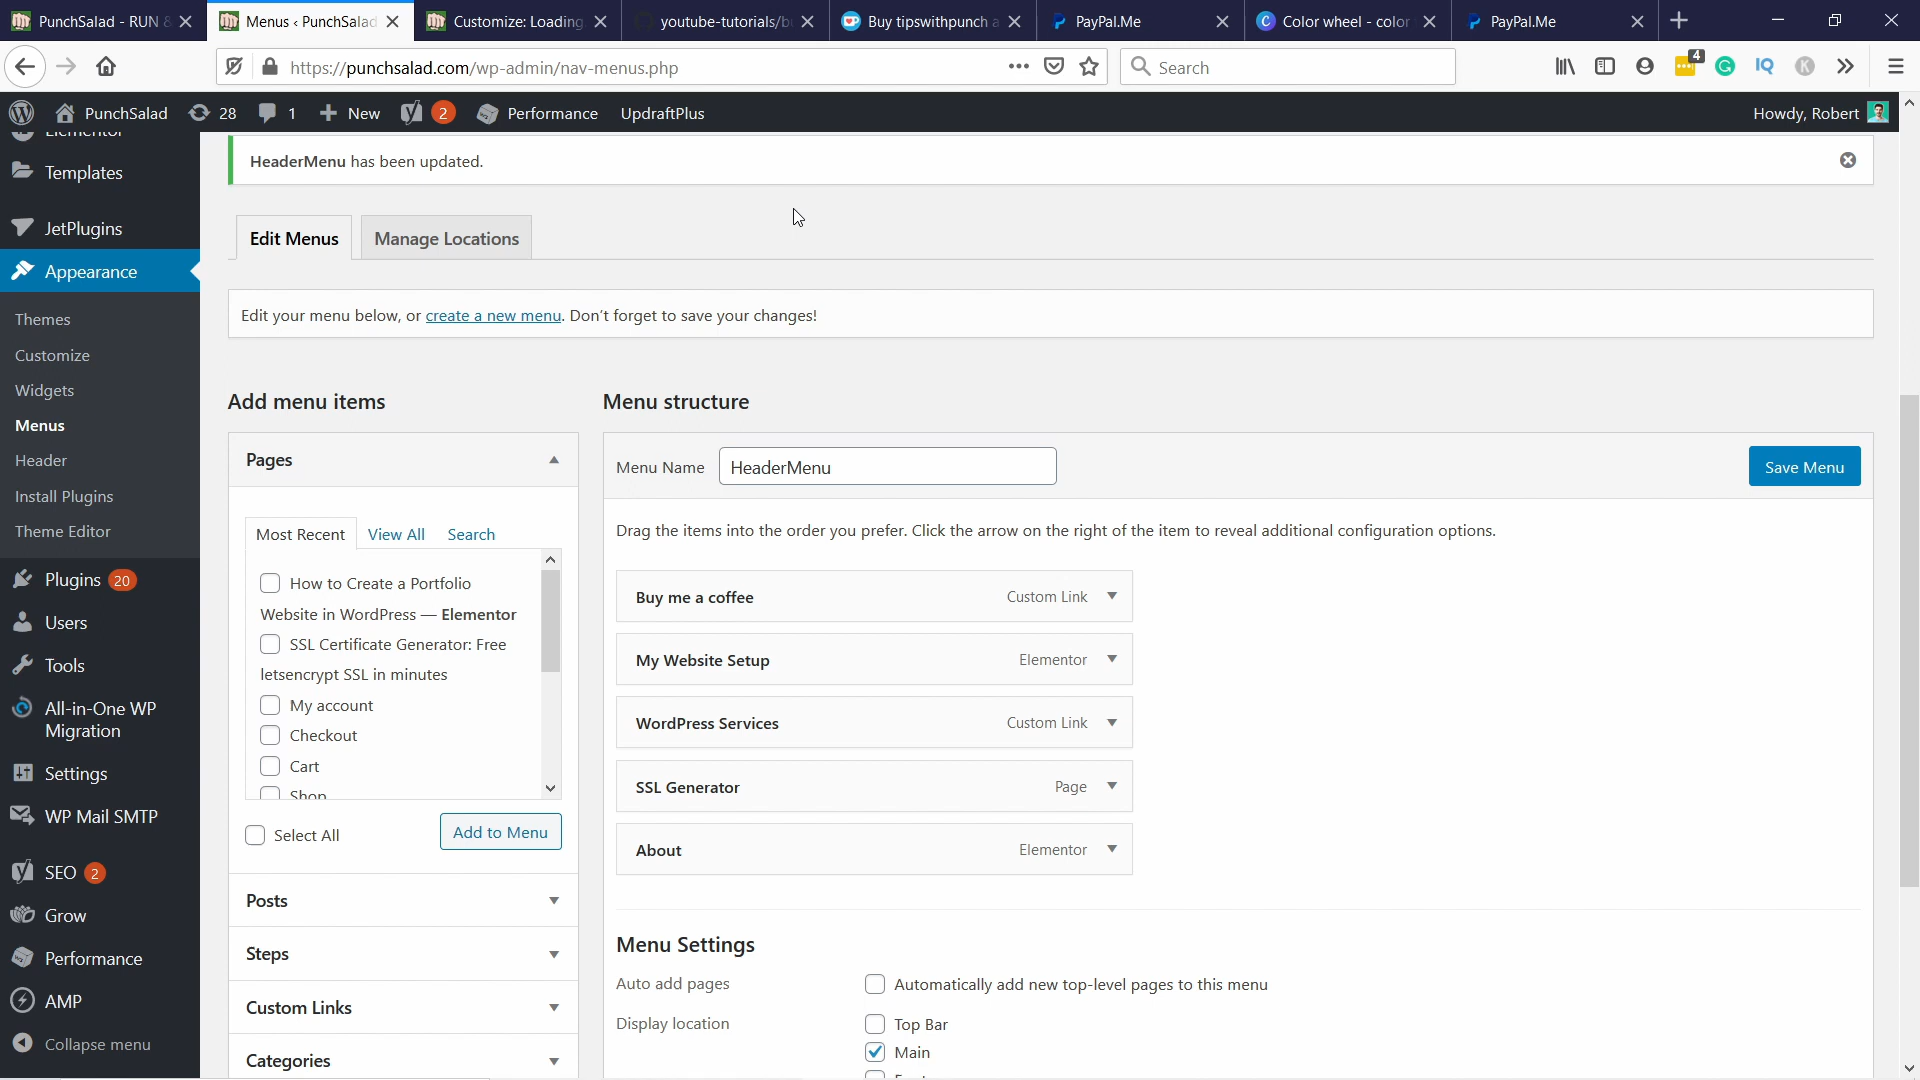 PunchSalad - RUN &
Menus ‹ PunchSalad
Customize: Loading
youtube-tutorials/b
Buy tipswithpunch a
PayPal.Me
Color wheel - color
PayPal.Me
https://punchsalad.com/wp-admin/nav-menus.php
Search
4
IQ
K
PunchSalad
28
1
New
2
Performance
UpdraftPlus
Howdy, Robert
Elementor
Templates
JetPlugins
Appearance
Themes
Customize
Widgets
Menus
Header
Install Plugins
Theme Editor
Plugins 20
Users
Tools
All-in-One WP
Migration
Settings
WP Mail SMTP
SEO 2
Grow
Performance
AMP
Collapse menu
HeaderMenu has been updated.
Edit Menus
Manage Locations
Edit your menu below, or create a new menu. Don't forget to save your changes!
Add menu items
Pages
Most Recent
View All
Search
How to Create a Portfolio
Website in WordPress — Elementor
SSL Certificate Generator: Free
letsencrypt SSL in minutes
My account
Checkout
Cart
Shop
Select All
Add to Menu
Posts
Steps
Custom Links
Categories
Menu structure
Menu Name
HeaderMenu
Save Menu
Drag the items into the order you prefer. Click the arrow on the right of the item to reveal additional configuration options.
Buy me a coffee
Custom Link
My Website Setup
Elementor
WordPress Services
Custom Link
SSL Generator
Page
About
Elementor
Menu Settings
Auto add pages
Automatically add new top-level pages to this menu
Display location
Top Bar
Main